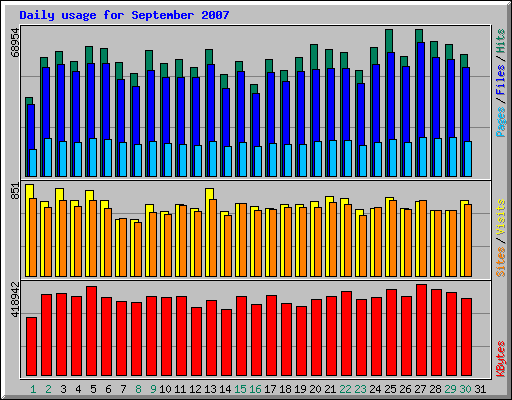 Daily usage for September 2007
68954
Pages / Files / Hits
851
Sites / Visits
418942
KBytes
1 2 3 4 5 6 7 8 9 10 11 12 13 14 15 16 17 18 19 20 21 22 23 24 25 26 27 28 29 30 31